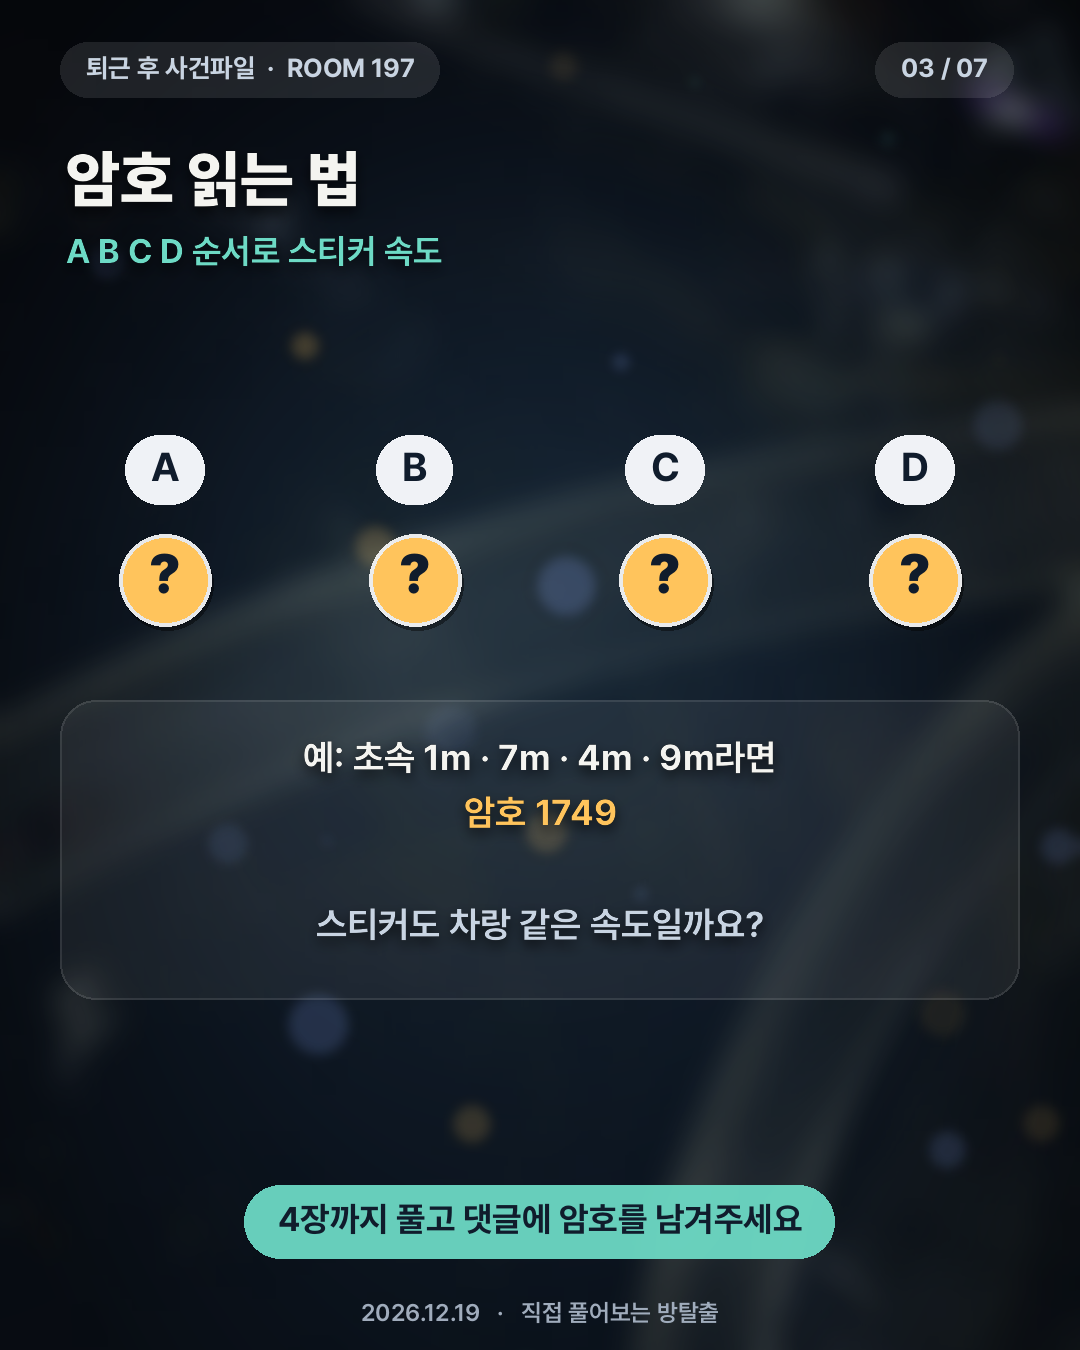 퇴근 후 사건파일 · ROOM 197
03 / 07
암호 읽는 법
A B C D 순서로 스티커 속도
A B C D
? ? ? ?
예: 초속 1m · 7m · 4m · 9m라면
암호 1749
스티커도 차랑 같은 속도일까요?
4장까지 풀고 댓글에 암호를 남겨주세요
2026.12.19 · 직접 풀어보는 방탈출